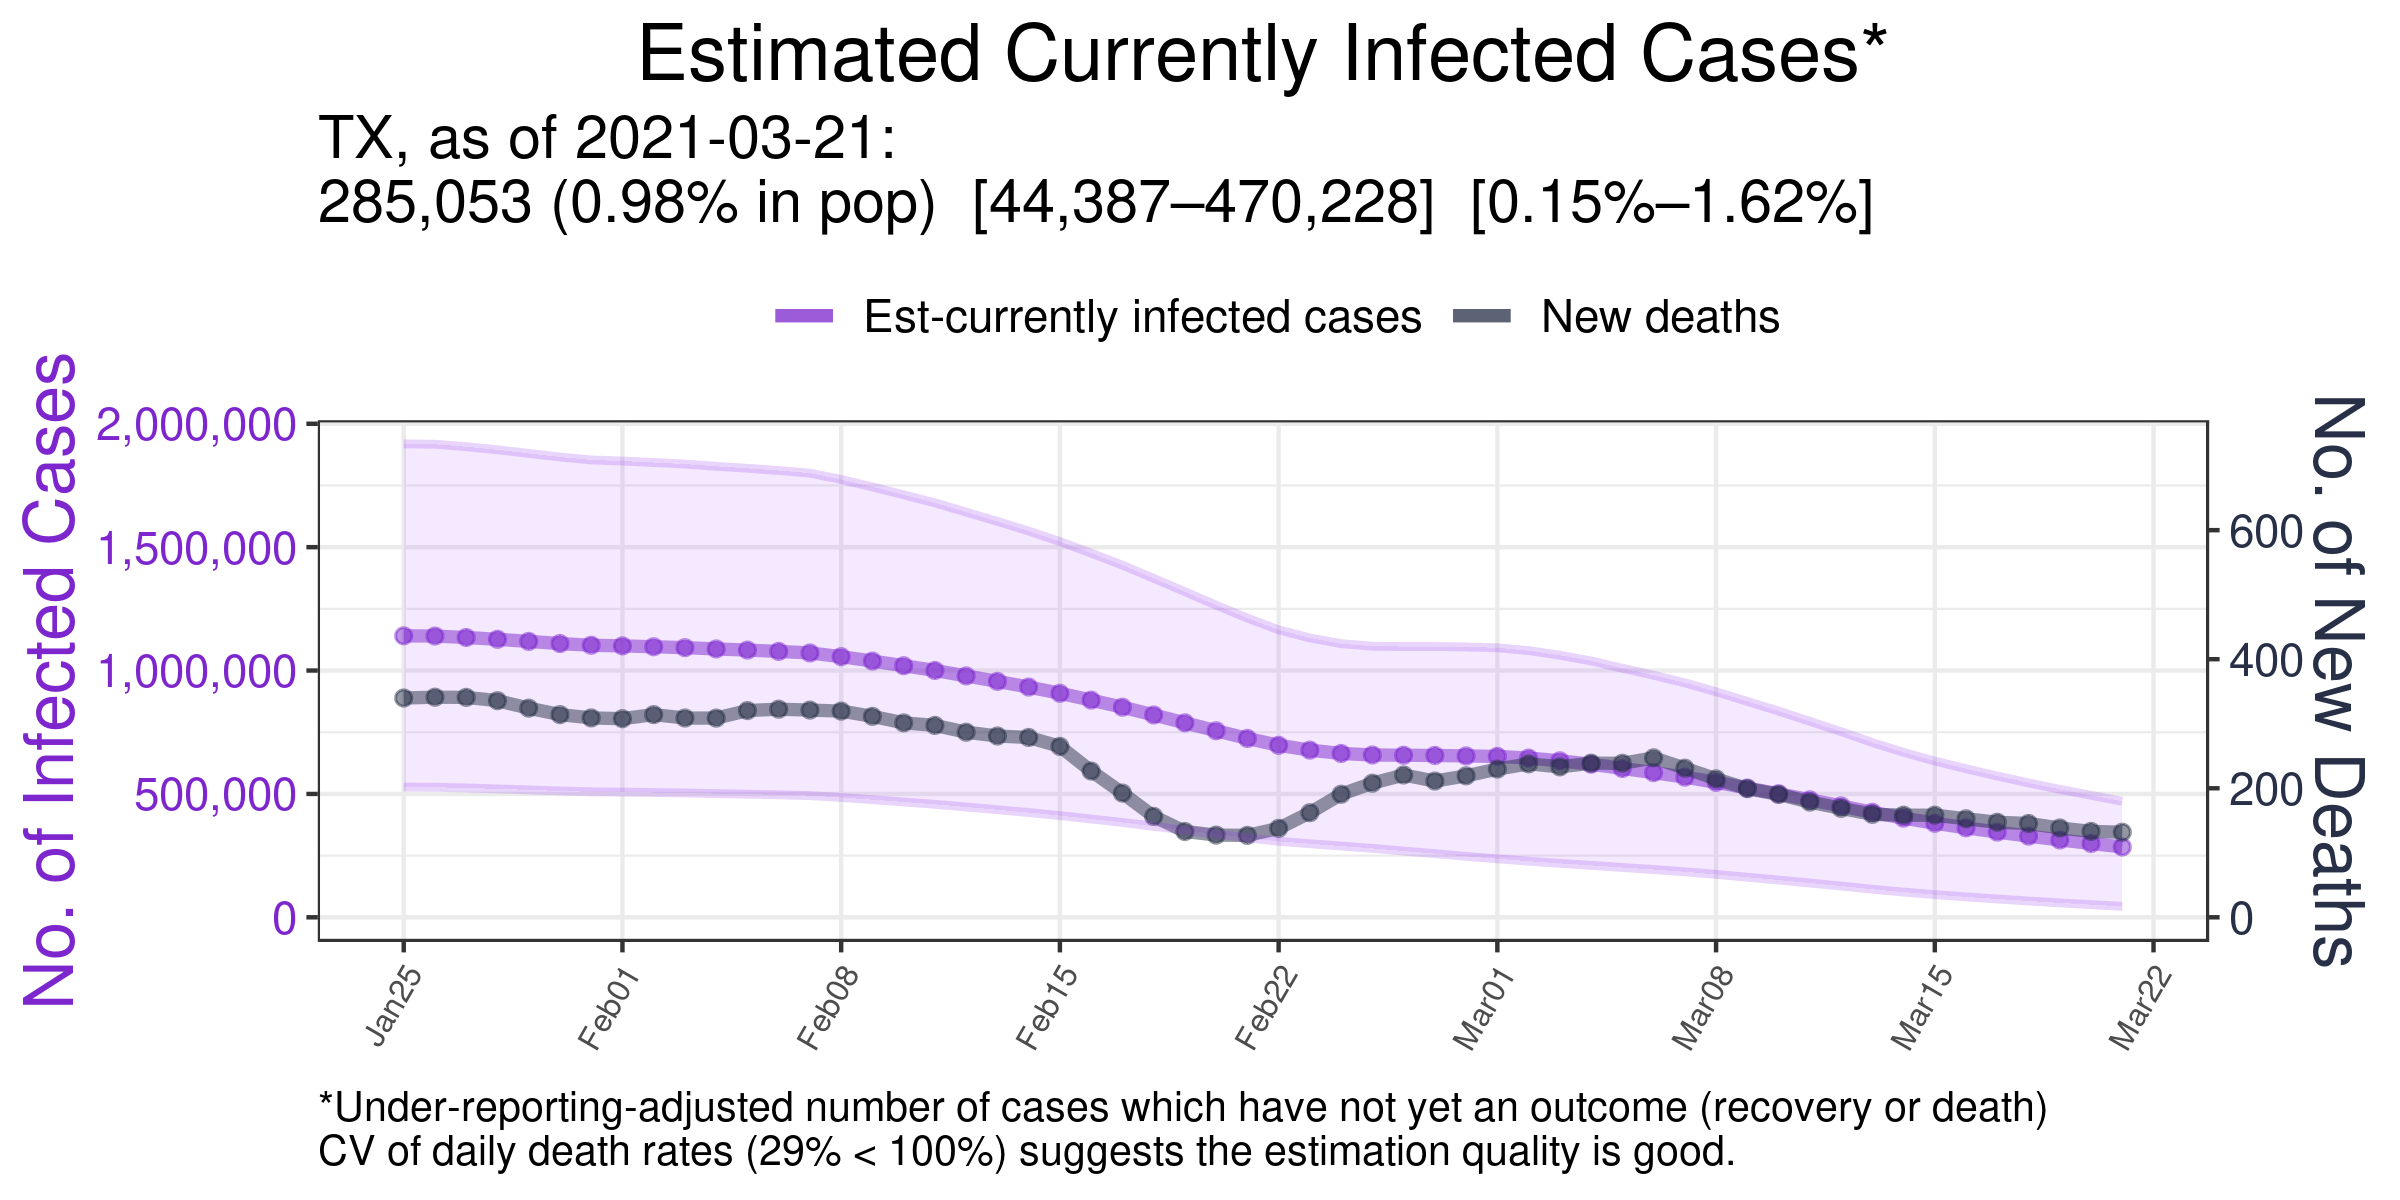 Estimated Currently Infected Cases*
TX, as of 2021-03-21:
285,053 (0.98% in pop)  [44,387–470,228]  [0.15%–1.62%]
Est-currently infected cases
New deaths
No. of Infected Cases
2,000,000
1,500,000
1,000,000
500,000
0
600
400
200
0
No. of New Deaths
Jan25
Feb01
Feb08
Feb15
Feb22
Mar01
Mar08
Mar15
Mar22
*Under-reporting-adjusted number of cases which have not yet an outcome (recovery or death)
CV of daily death rates (29% < 100%) suggests the estimation quality is good.